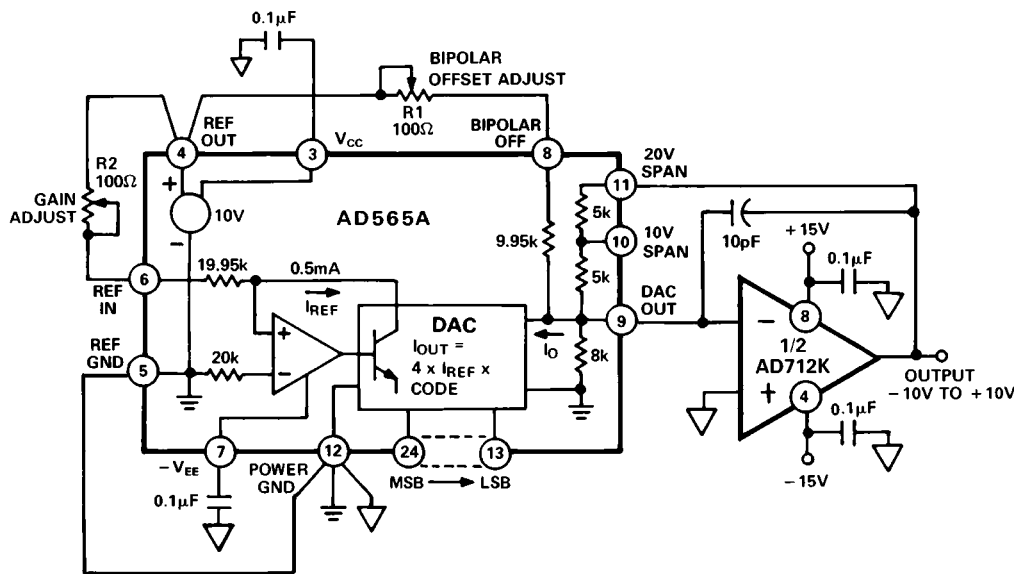 0.1µF
BIPOLAR
OFFSET ADJUST
R1
100Ω
REF
OUT
VCC
BIPOLAR
OFF
4
3
8
20V
SPAN
11
R2
100Ω
GAIN
ADJUST
+
10V
−
AD565A
9.95k
5k
10
10V
SPAN
5k
10pF
+15V
0.1µF
6
REF
IN
19.95k
0.5mA
IREF
DAC
OUT
9
REF
GND
5
20k
+
−
DAC
IOUT =
4 x IREF x
CODE
IO
8k
−
8
1/2
AD712K
+
4
OUTPUT
−10V TO +10V
0.1µF
−15V
7
−VEE
POWER
GND
12
24
13
MSB
LSB
0.1µF